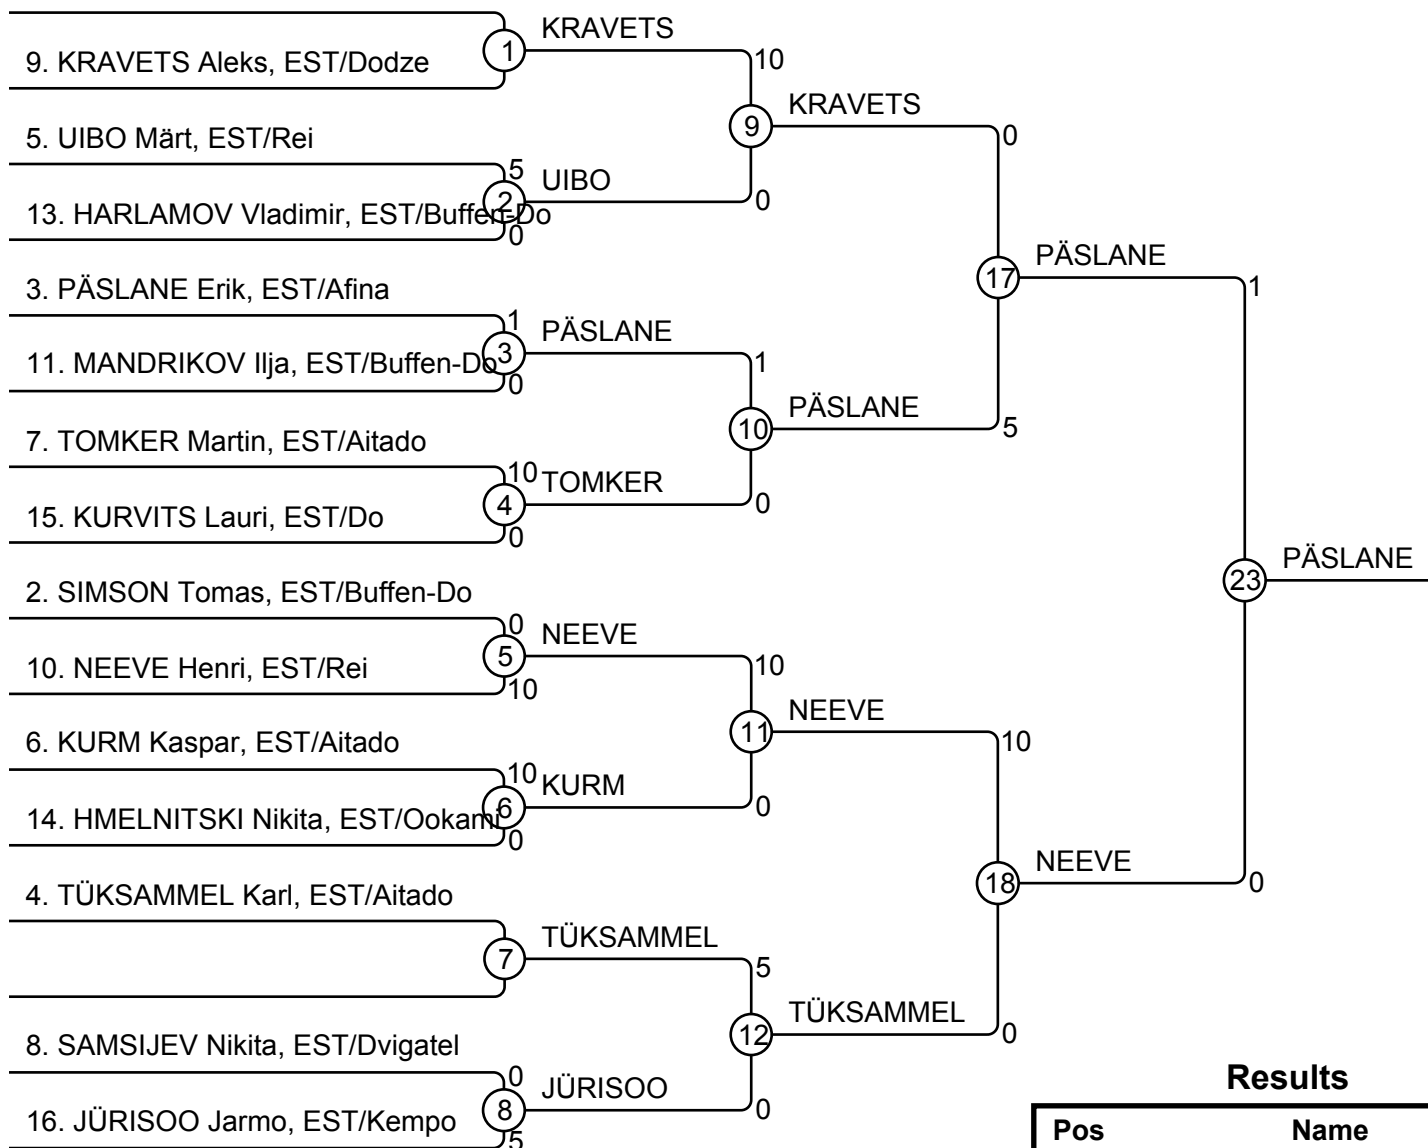 KRAVETS
1
9. KRAVETS Aleks, EST/Dodze
10
KRAVETS
9
5. UIBO Märt, EST/Rei
0
5
UIBO
2
0
13. HARLAMOV Vladimir, EST/Buffen-Do
0
PÄSLANE
17
1
3. PÄSLANE Erik, EST/Afina
1
PÄSLANE
3
1
11. MANDRIKOV Ilja, EST/Buffen-Do
0
PÄSLANE
10
5
7. TOMKER Martin, EST/Aitado
10
TOMKER
4
0
15. KURVITS Lauri, EST/Do
0
PÄSLANE
23
2. SIMSON Tomas, EST/Buffen-Do
0
NEEVE
5
10
10. NEEVE Henri, EST/Rei
10
NEEVE
11
10
6. KURM Kaspar, EST/Aitado
10
KURM
6
0
14. HMELNITSKI Nikita, EST/Ookami
0
NEEVE
18
0
4. TÜKSAMMEL Karl, EST/Aitado
TÜKSAMMEL
7
5
TÜKSAMMEL
12
0
8. SAMSIJEV Nikita, EST/Dvigatel
0
JÜRISOO
8
0
16. JÜRISOO Jarmo, EST/Kempo
5
Results
Pos Name